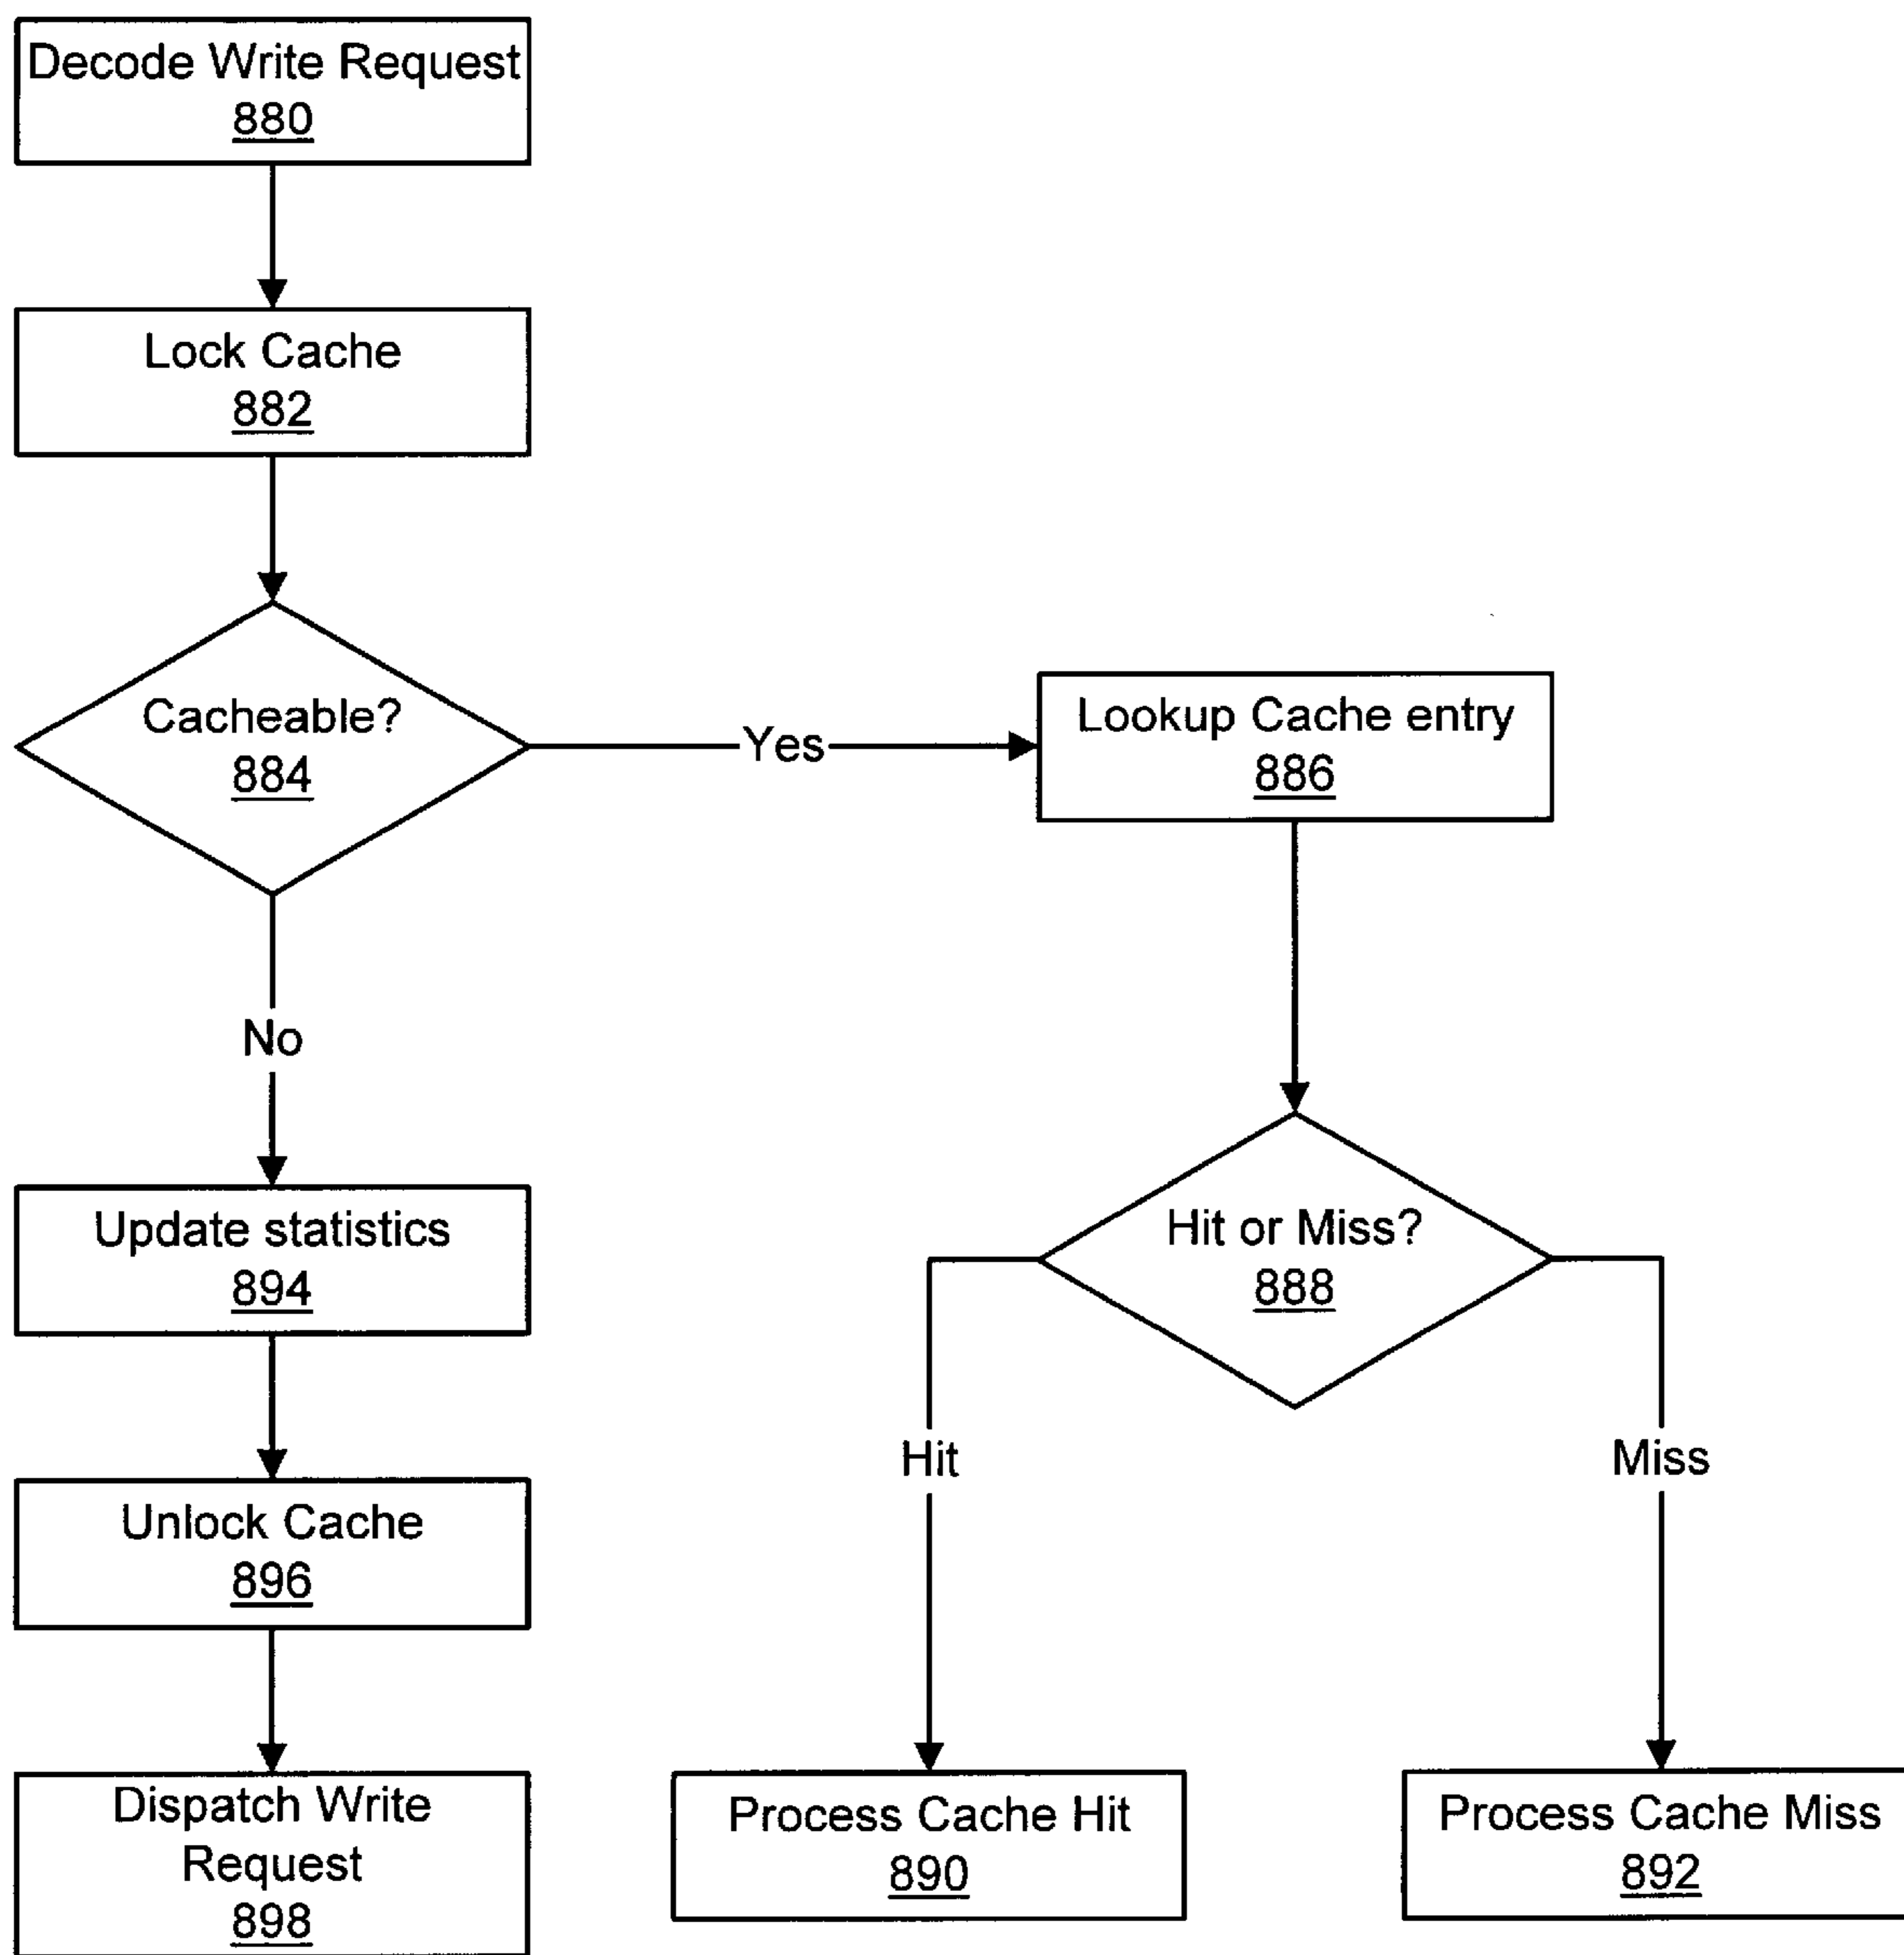 Decode Write Request
880
Lock Cache
882
Cacheable?
884
Yes
Lookup Cache entry
886
No
Update statistics
894
Hit or Miss?
888
Hit
Miss
Unlock Cache
896
Dispatch Write
Request
898
Process Cache Hit
890
Process Cache Miss
892